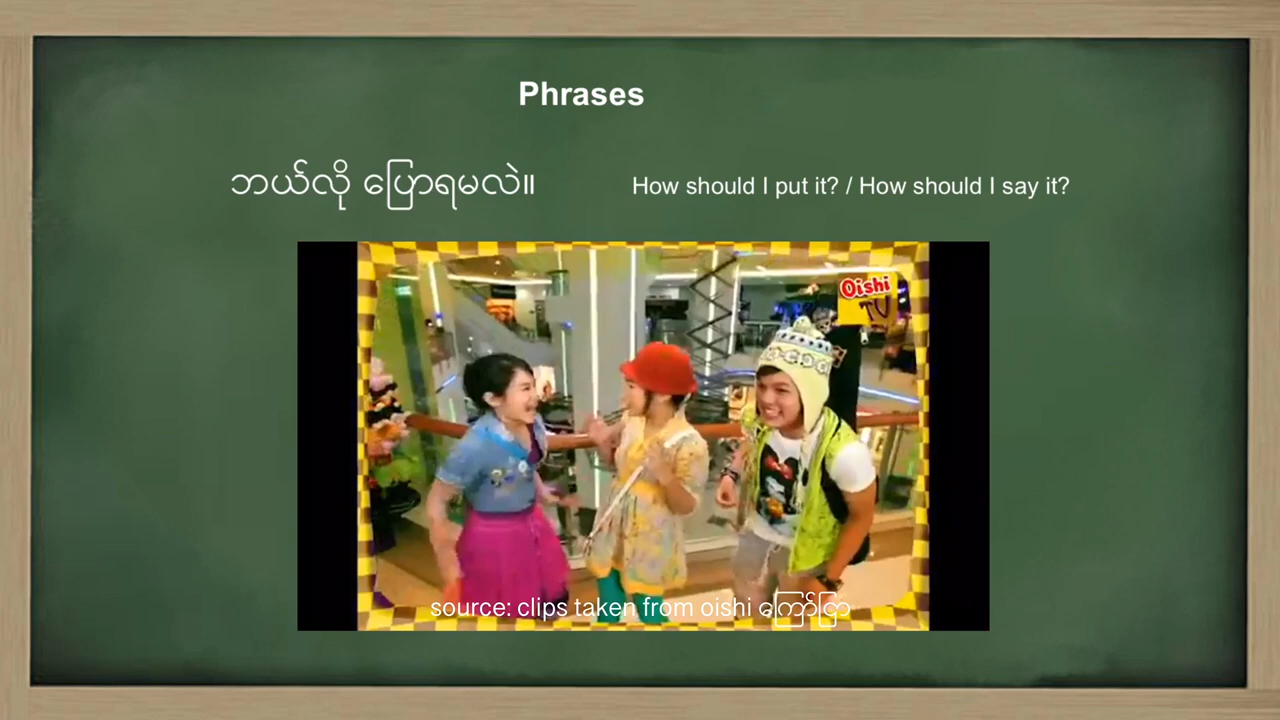 Phrases
ဘယ်လို ပြောရမလဲ။ How should I put it? / How should I say it?
Oishi
TV
source: clips taken from oishi ကြော်ငြာ